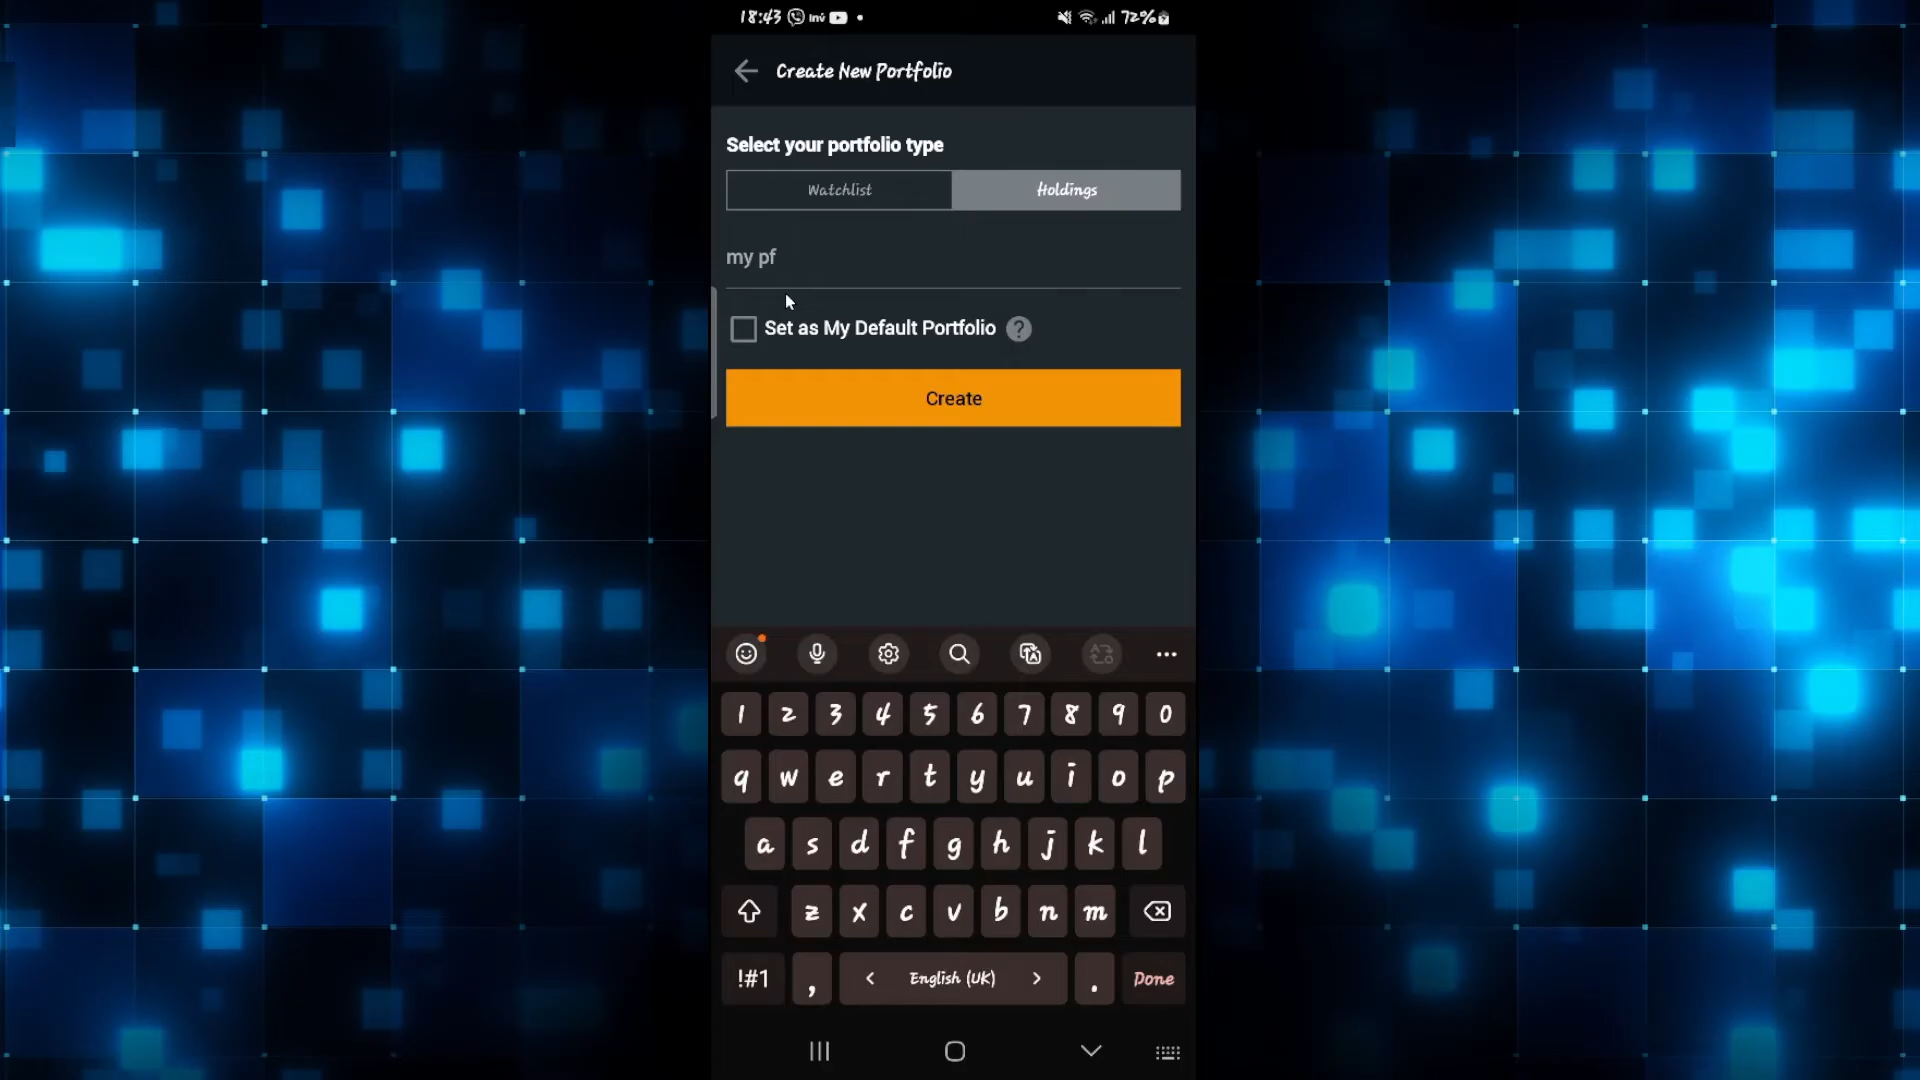 18:43 Inv 72%
Create New Portfolio
Select your portfolio type
Watchlist Holdings
my pf
Set as My Default Portfolio ?
Create
1 2 3 4 5 6 7 8 9 0
q w e r t y u i o p
a s d f g h j k l
z x c v b n m
!#1 , < English (UK) > . Done